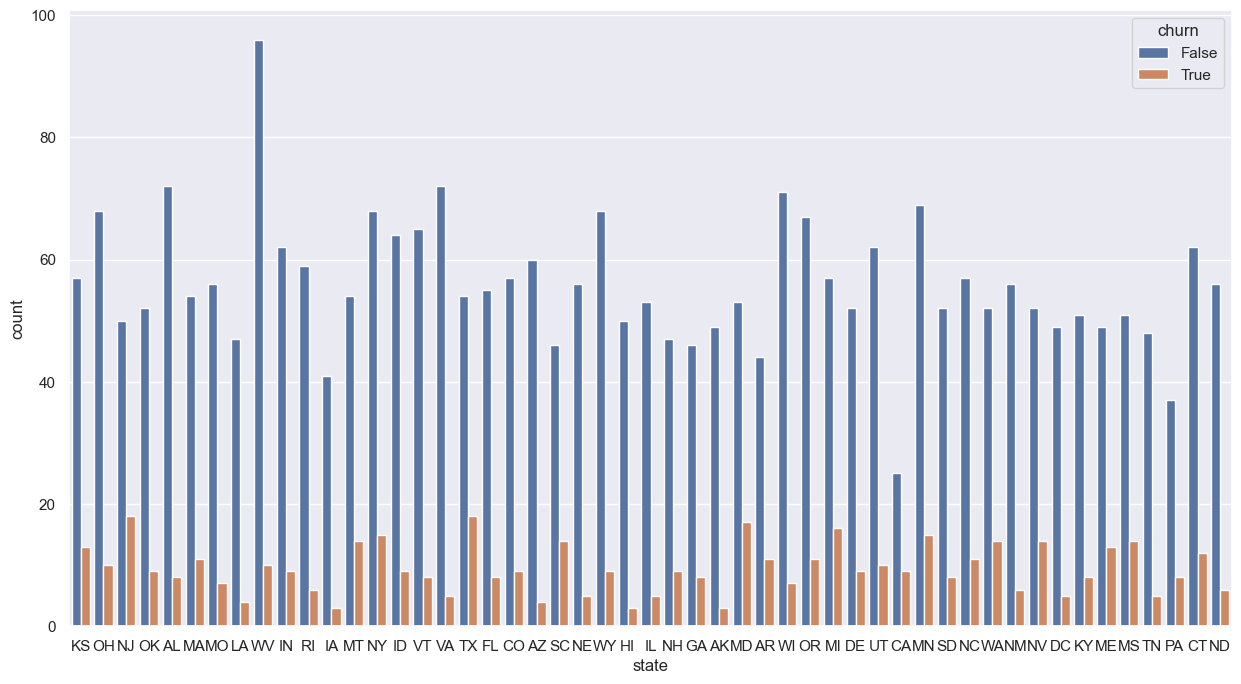 churn
False
True
100
80
60
40
20
0
count
KS OH NJ OK AL MA MO LA WV IN RI IA MT NY ID VT VA TX FL CO AZ SC NE WY HI IL NH GA AK MD AR WI OR MI DE UT CA MN SD NC WA NM NV DC KY ME MS TN PA CT ND
state